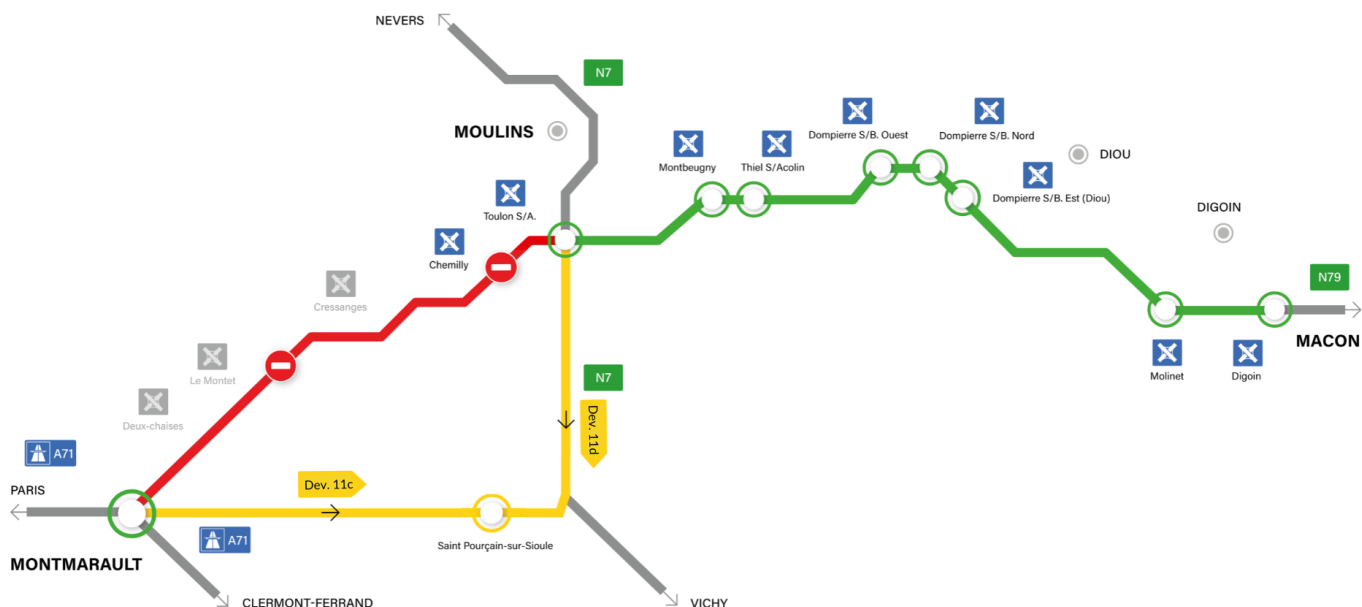 NEVERS
N7
MOULINS
Dompierre S/B. Ouest
Dompierre S/B. Nord
DIOU
Montbeugny
Thiel S/Acolin
Dompierre S/B. Est (Diou)
Toulon S/A.
DIGOIN
Chemilly
Cressanges
N79
MACON
Le Montet
Molinet
Digoin
N7
Deux-chaises
Dev. 11d
A71
Dev. 11c
PARIS
A71
Saint Pourçain-sur-Sioule
MONTMARAULT
CLERMONT-FERRAND
VICHY